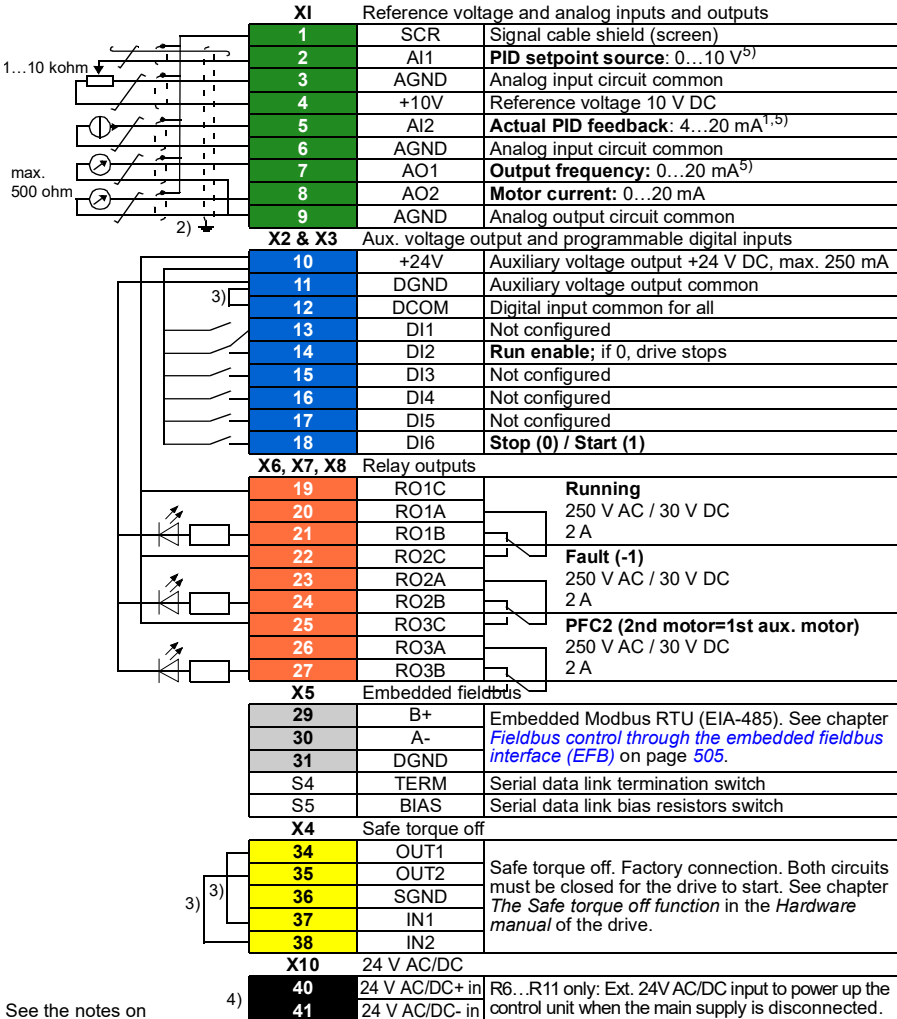 XI Reference voltage and analog inputs and outputs
1 SCR Signal cable shield (screen)
2 AI1 PID setpoint source: 0…10 V5)
1…10 kohm
3 AGND Analog input circuit common
4 +10V Reference voltage 10 V DC
5 AI2 Actual PID feedback: 4…20 mA1,5)
6 AGND Analog input circuit common
max.
500 ohm
7 AO1 Output frequency: 0…20 mA5)
8 AO2 Motor current: 0…20 mA
9 AGND Analog output circuit common
2)
X2 & X3 Aux. voltage output and programmable digital inputs
10 +24V Auxiliary voltage output +24 V DC, max. 250 mA
11 DGND Auxiliary voltage output common
3)
12 DCOM Digital input common for all
13 DI1 Not configured
14 DI2 Run enable; if 0, drive stops
15 DI3 Not configured
16 DI4 Not configured
17 DI5 Not configured
18 DI6 Stop (0) / Start (1)
X6, X7, X8 Relay outputs
19 RO1C Running
20 RO1A 250 V AC / 30 V DC
21 RO1B 2 A
22 RO2C Fault (-1)
23 RO2A 250 V AC / 30 V DC
24 RO2B 2 A
25 RO3C PFC2 (2nd motor=1st aux. motor)
26 RO3A 250 V AC / 30 V DC
27 RO3B 2 A
X5 Embedded fieldbus
29 B+
30 A-
31 DGND
Embedded Modbus RTU (EIA-485). See chapter
Fieldbus control through the embedded fieldbus
interface (EFB) on page 505.
S4 TERM Serial data link termination switch
S5 BIAS Serial data link bias resistors switch
X4 Safe torque off
34 OUT1
35 OUT2
36 SGND
37 IN1
38 IN2
3)
3)
Safe torque off. Factory connection. Both circuits
must be closed for the drive to start. See chapter
The Safe torque off function in the Hardware
manual of the drive.
X10 24 V AC/DC
40 24 V AC/DC+ in R6…R11 only: Ext. 24V AC/DC input to power up the
41 24 V AC/DC- in control unit when the main supply is disconnected.
4)
See the notes on